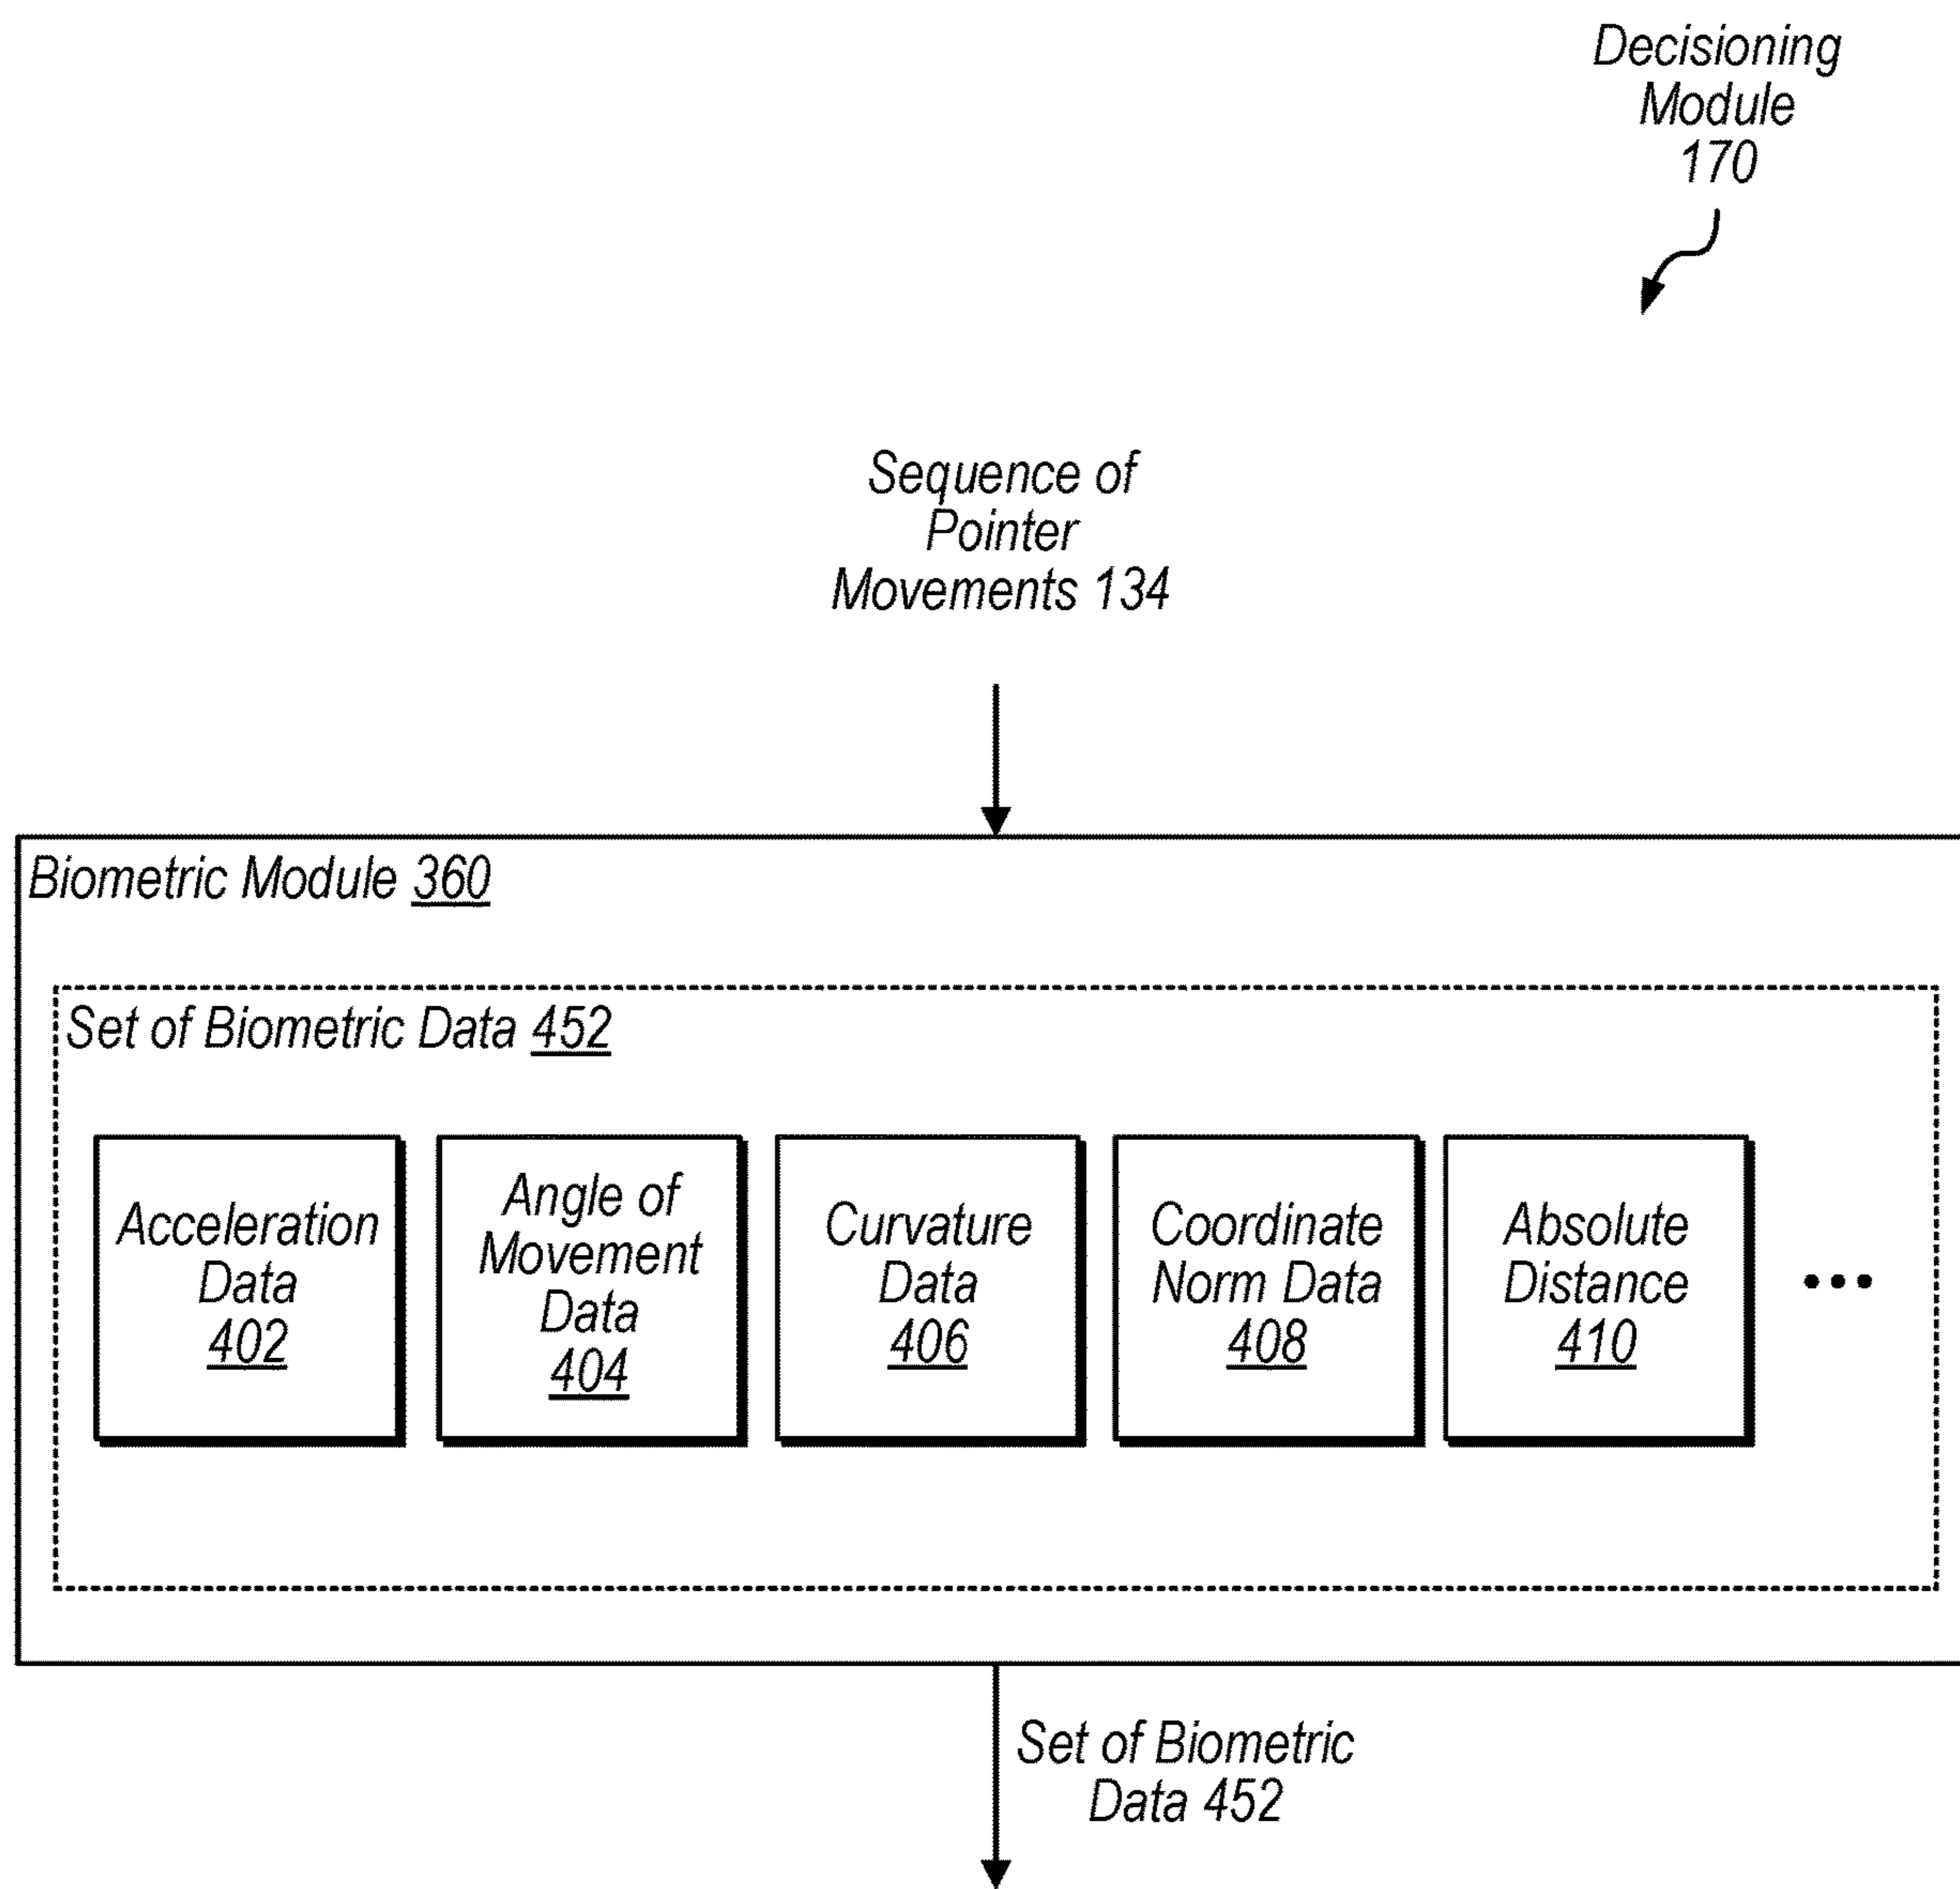 Decisioning
Module
170
Sequence of
Pointer
Movements 134
Biometric Module 360
Set of Biometric Data 452
Acceleration
Data
402
Angle of
Movement
Data
404
Curvature
Data
406
Coordinate
Norm Data
408
Absolute
Distance
410
...
Set of Biometric
Data 452